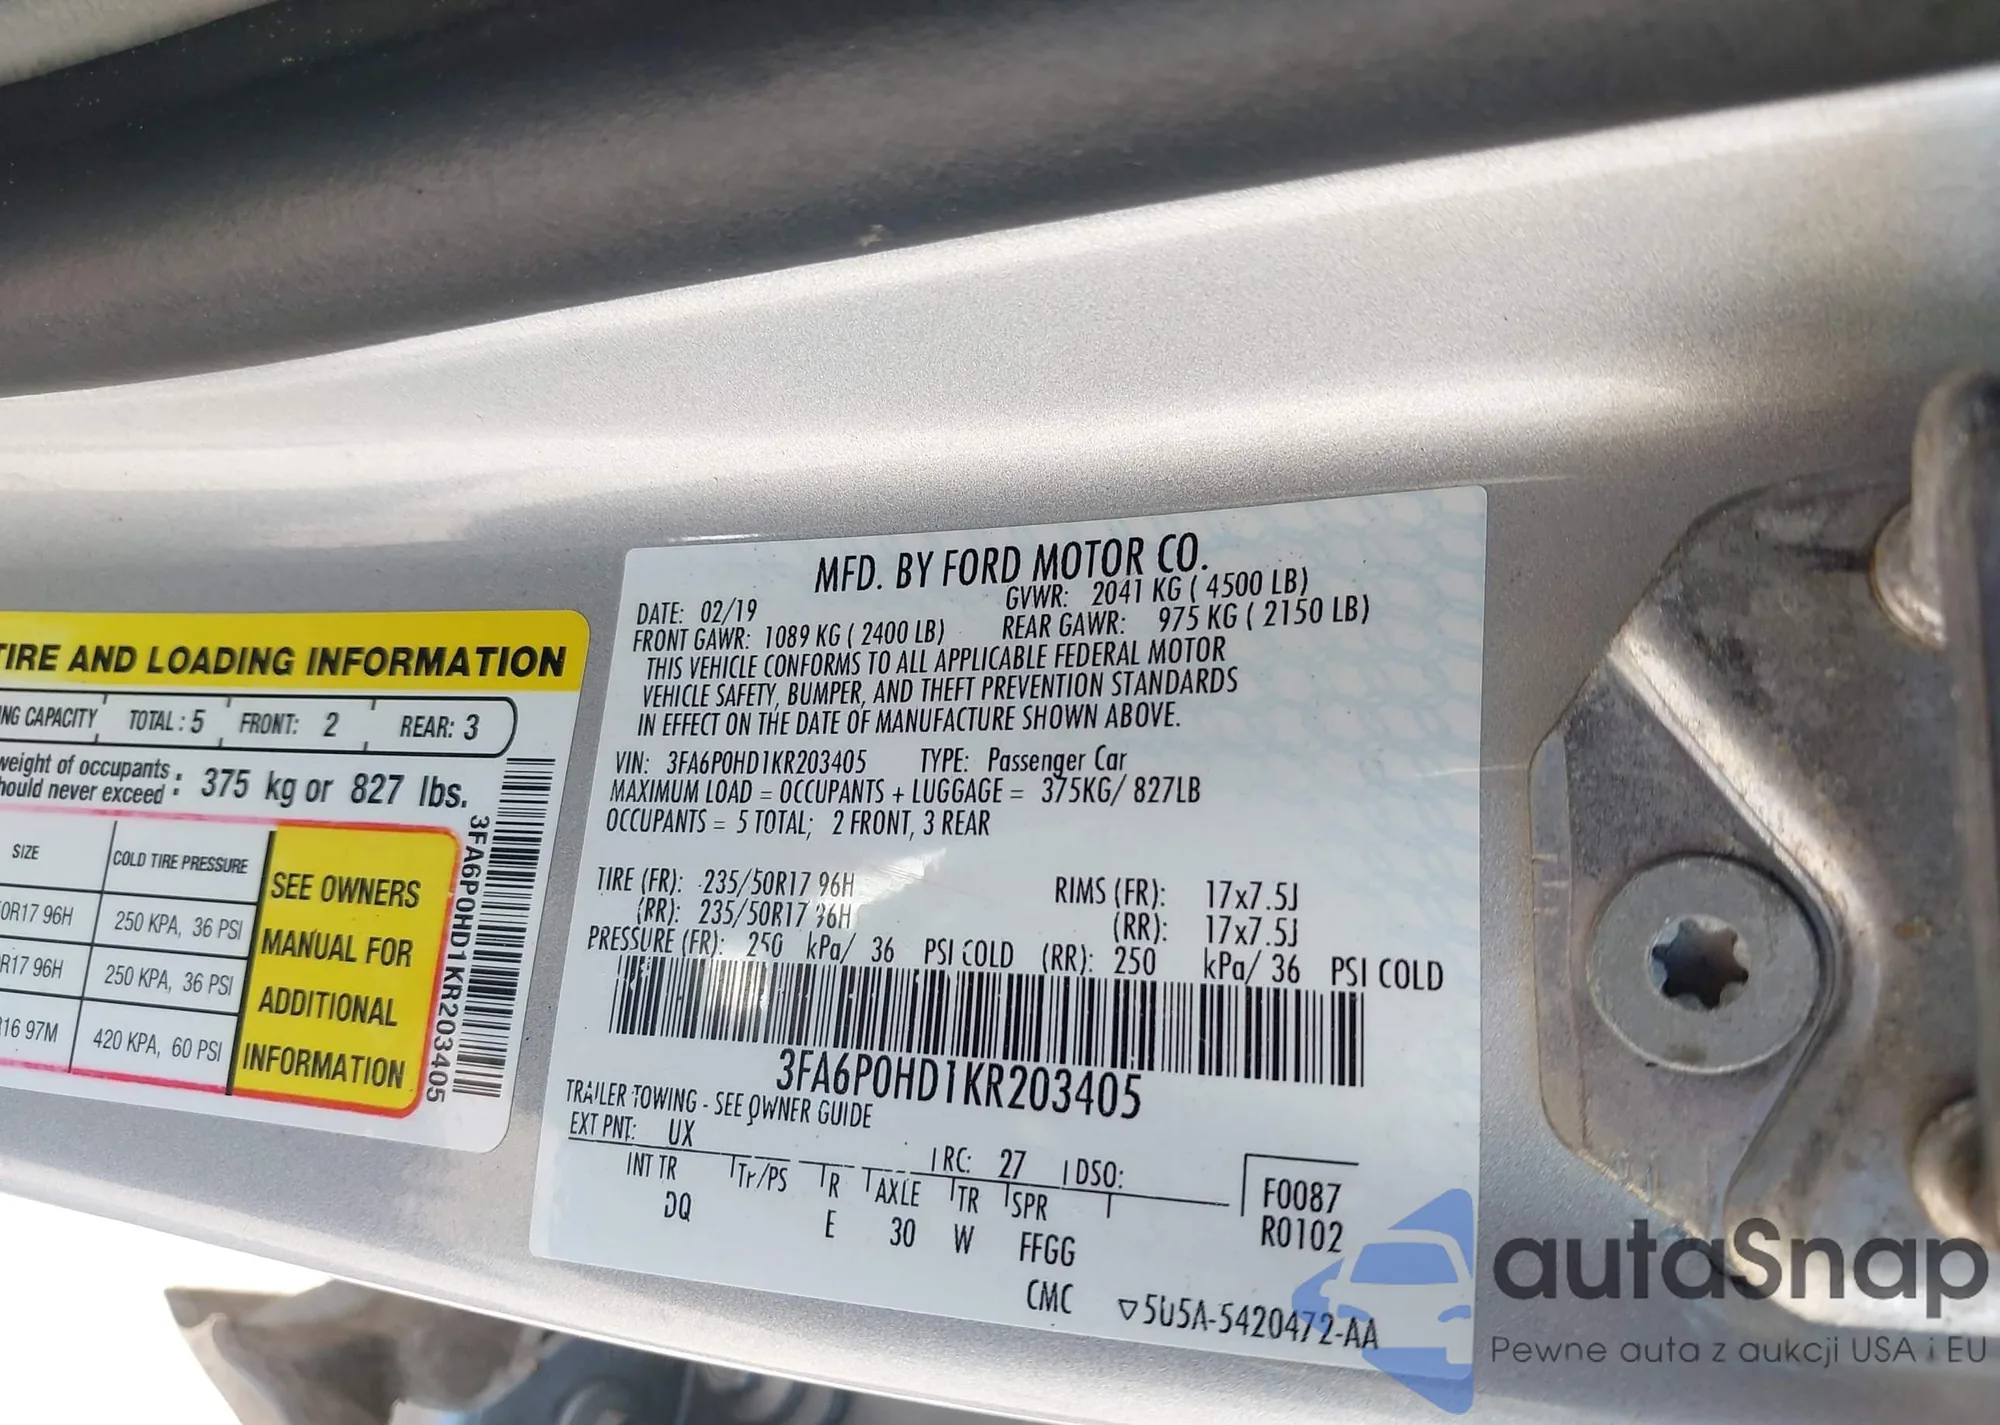 TIRE AND LOADING INFORMATION
CAPACITY TOTAL: 5 FRONT: 2 REAR: 3
weight of occupants
should never exceed : 375 kg or 827 lbs.
SIZE COLD TIRE PRESSURE
0R17 96H 250 KPA, 36 PSI
R17 96H 250 KPA, 36 PSI
R16 97M 420 KPA, 60 PSI
SEE OWNERS
MANUAL FOR
ADDITIONAL
INFORMATION
3FA6P0HD1KR203405
MFD. BY FORD MOTOR CO.
DATE: 02/19 GVWR: 2041 KG ( 4500 LB)
FRONT GAWR: 1089 KG ( 2400 LB) REAR GAWR: 975 KG ( 2150 LB)
THIS VEHICLE CONFORMS TO ALL APPLICABLE FEDERAL MOTOR
VEHICLE SAFETY, BUMPER, AND THEFT PREVENTION STANDARDS
IN EFFECT ON THE DATE OF MANUFACTURE SHOWN ABOVE.
VIN: 3FA6P0HD1KR203405 TYPE: Passenger Car
MAXIMUM LOAD = OCCUPANTS + LUGGAGE = 375KG/ 827LB
OCCUPANTS = 5 TOTAL; 2 FRONT, 3 REAR
TIRE (FR): 235/50R17 96H RIMS (FR): 17x7.5J
(RR): 235/50R17 96H (RR): 17x7.5J
PRESSURE (FR): 250 kPa/ 36 PSI COLD (RR): 250 kPa/ 36 PSI COLD
3FA6P0HD1KR203405
TRAILER TOWING - SEE OWNER GUIDE
EXT PNT: UX RC: 27 DSO:
INT TR Tr/PS R AXLE TR SPR F0087
DQ E 30 W FFGG R0102
CMC ▽5U5A-5420472-AA
autaSnap
Pewne auta z aukcji USA i EU